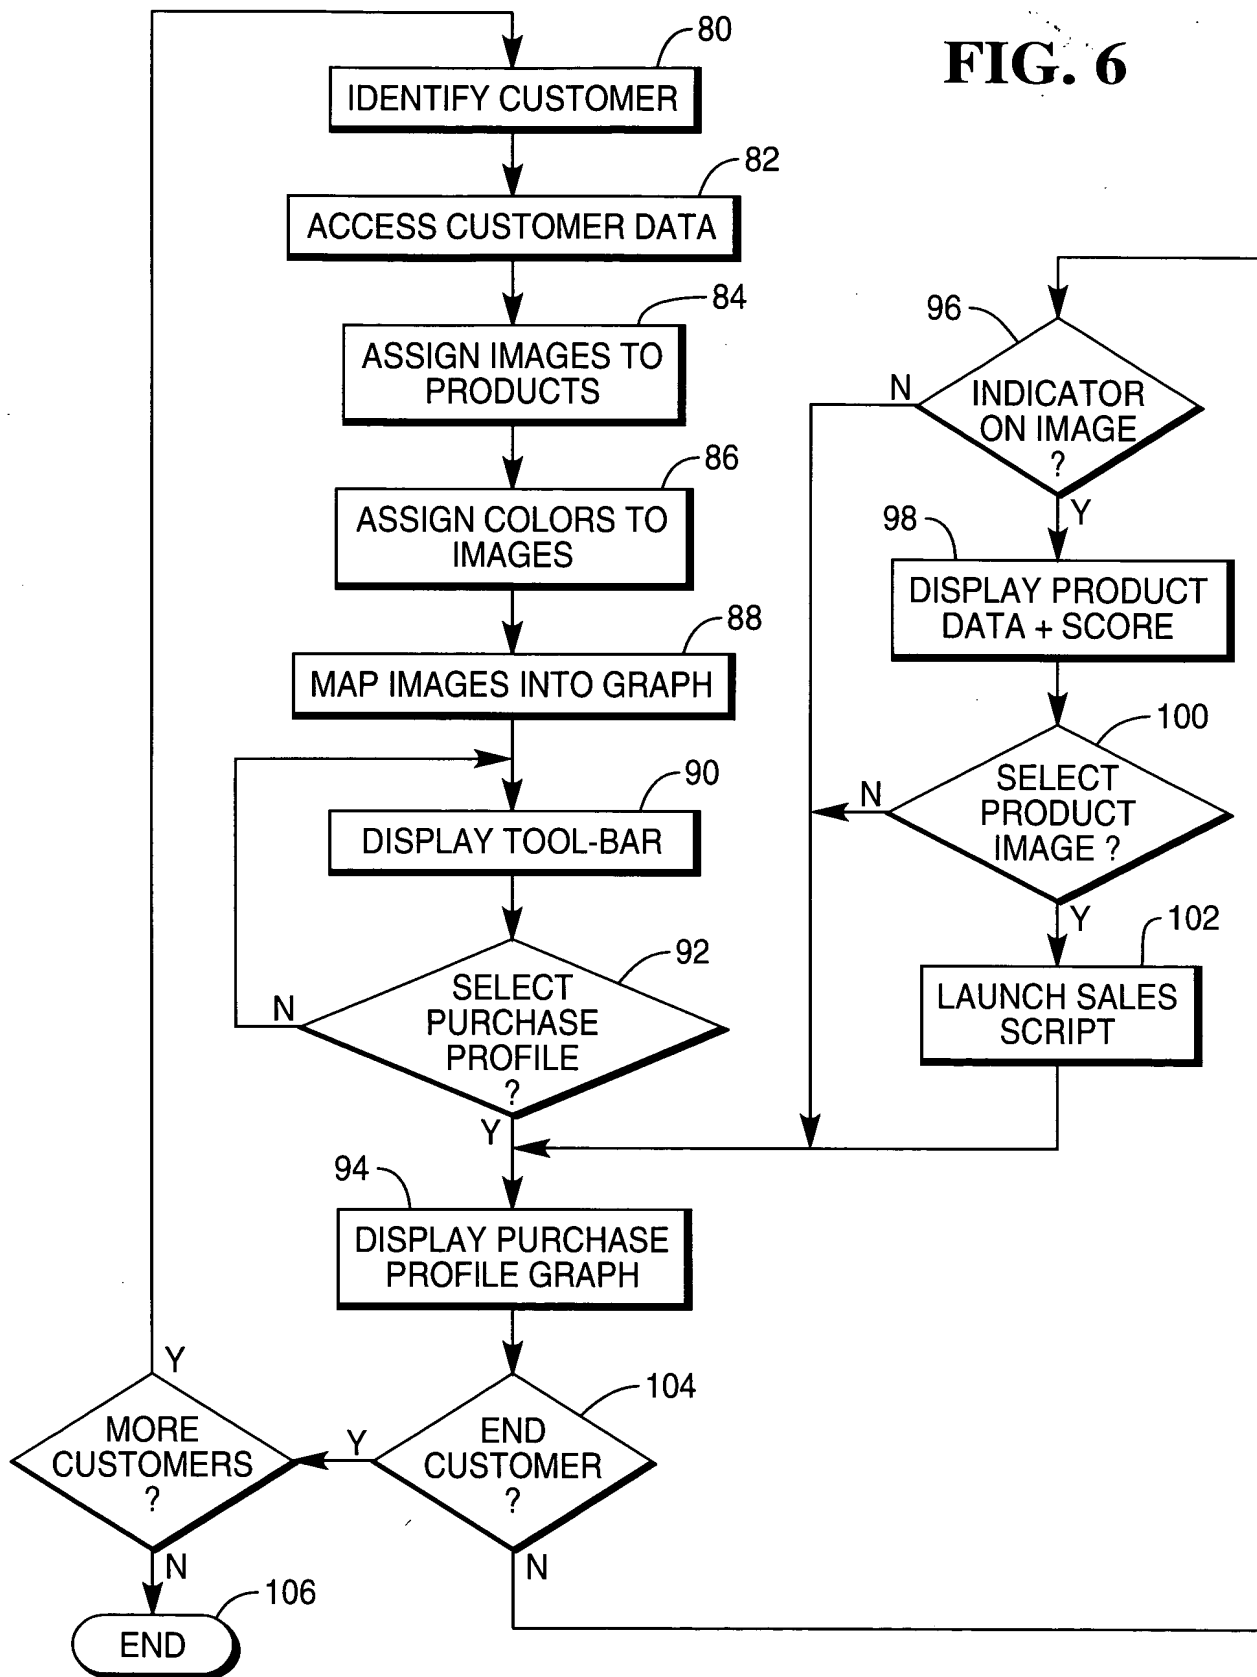 FIG. 6
80
IDENTIFY CUSTOMER
82
ACCESS CUSTOMER DATA
84
ASSIGN IMAGES TO
PRODUCTS
86
ASSIGN COLORS TO
IMAGES
88
MAP IMAGES INTO GRAPH
90
DISPLAY TOOL-BAR
92
SELECT
PURCHASE
PROFILE
?
N
Y
94
DISPLAY PURCHASE
PROFILE GRAPH
104
END
CUSTOMER
?
Y
N
MORE
CUSTOMERS
?
Y
N
106
END
96
INDICATOR
ON IMAGE
?
N
Y
98
DISPLAY PRODUCT
DATA + SCORE
100
SELECT
PRODUCT
IMAGE ?
N
Y
102
LAUNCH SALES
SCRIPT